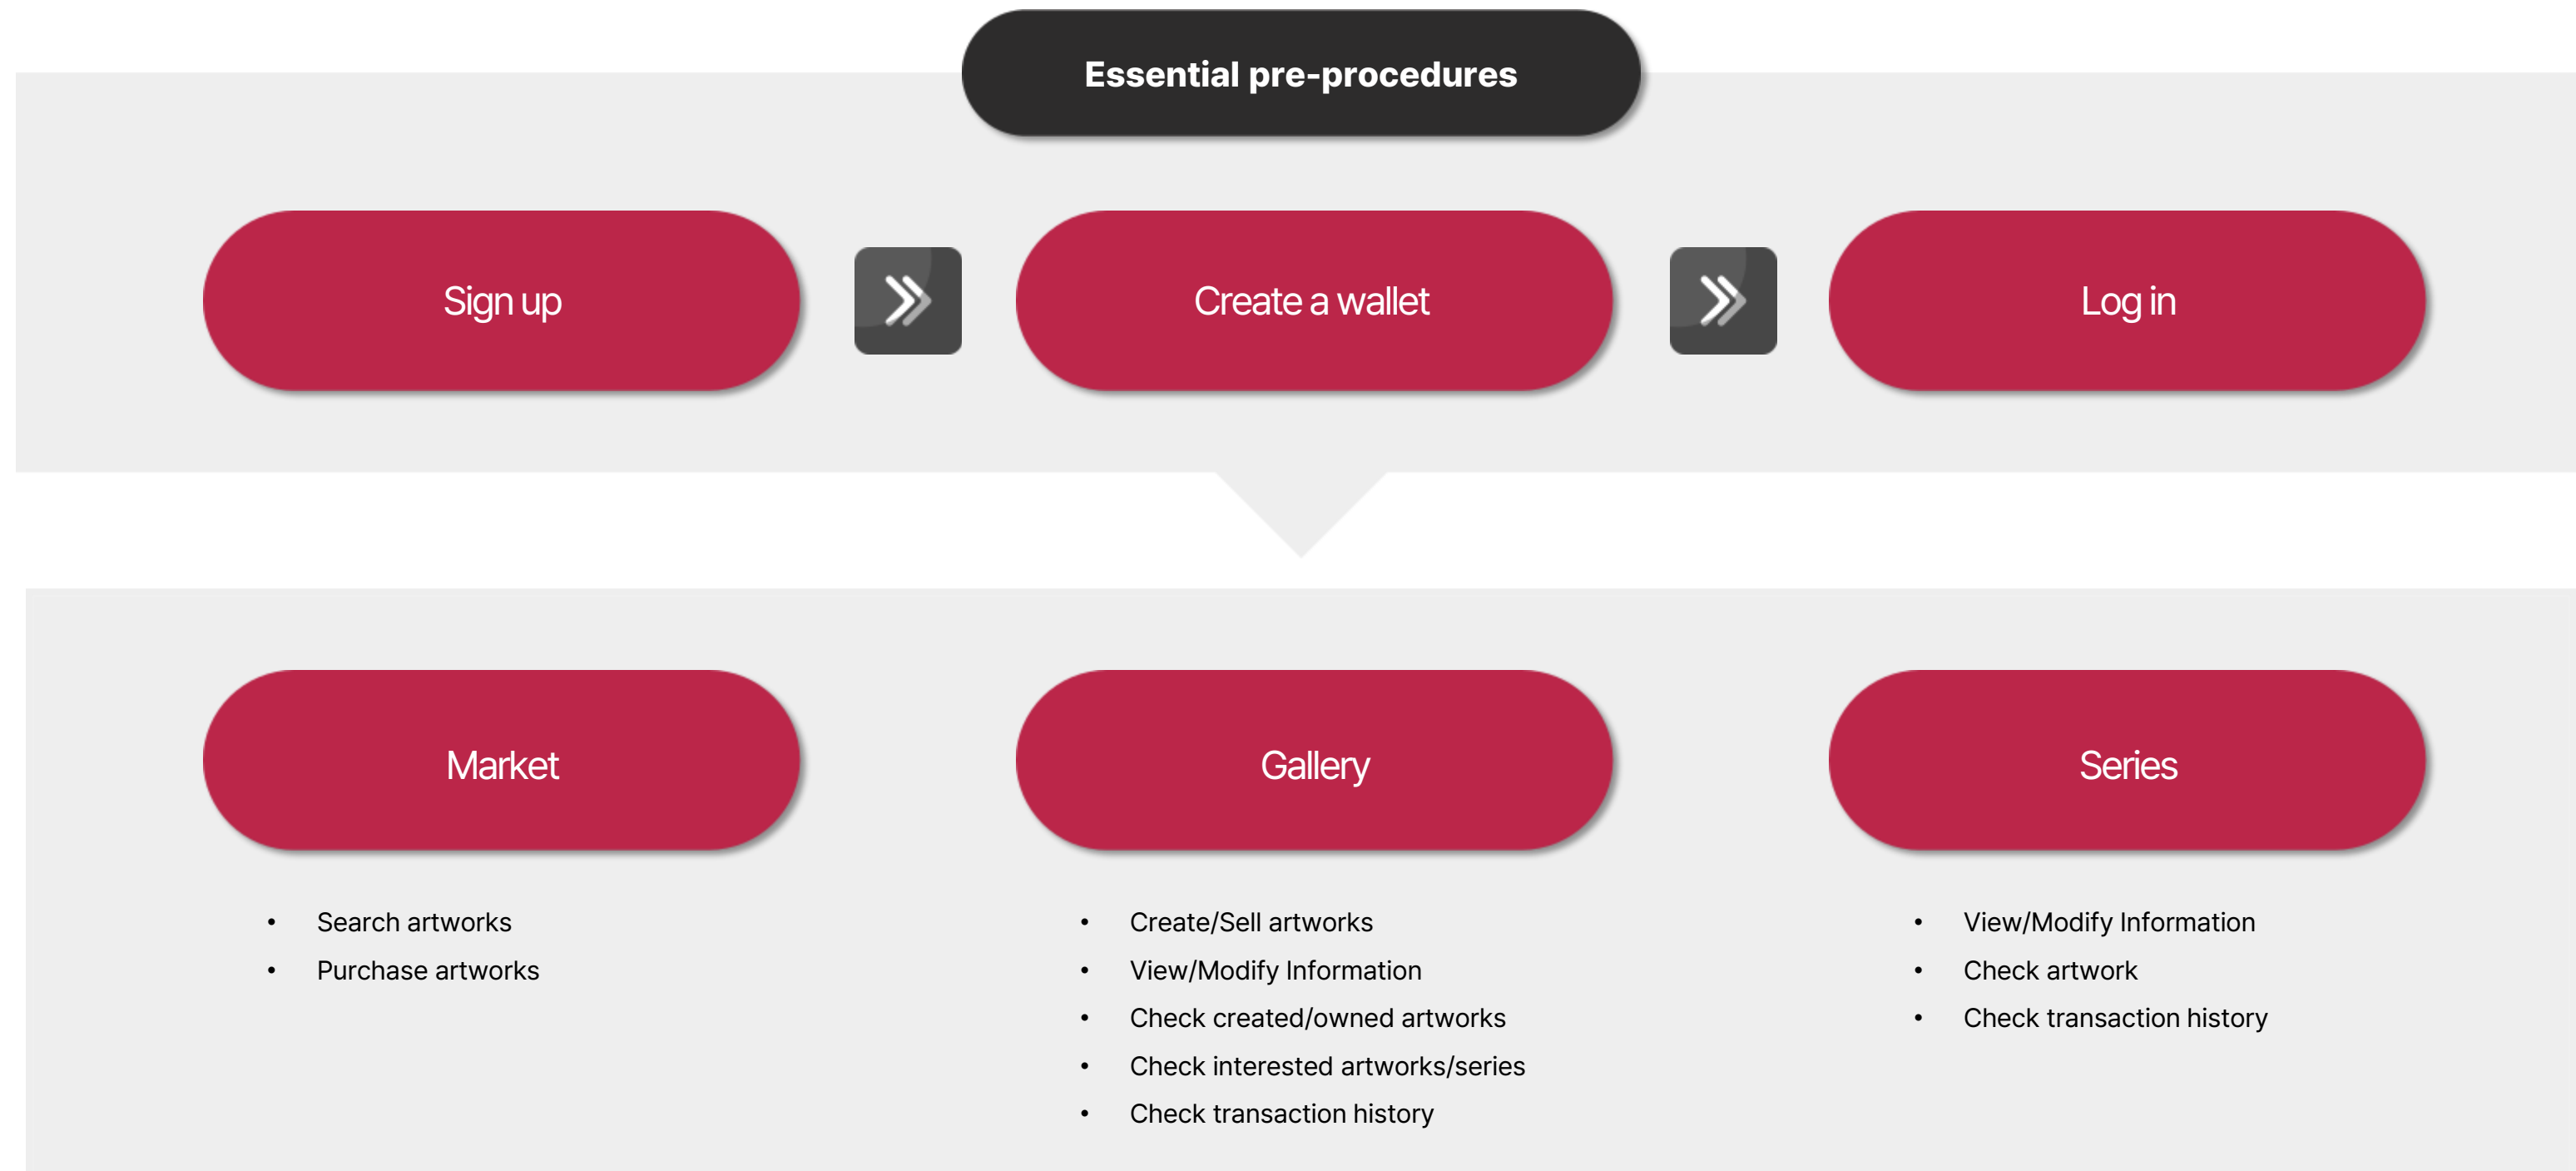 Essential pre-procedures
Sign up
Create a wallet
Log in
Market
Gallery
Series
• Search artworks
• Purchase artworks
• Create/Sell artworks
• View/Modify Information
• Check created/owned artworks
• Check interested artworks/series
• Check transaction history
• View/Modify Information
• Check artwork
• Check transaction history